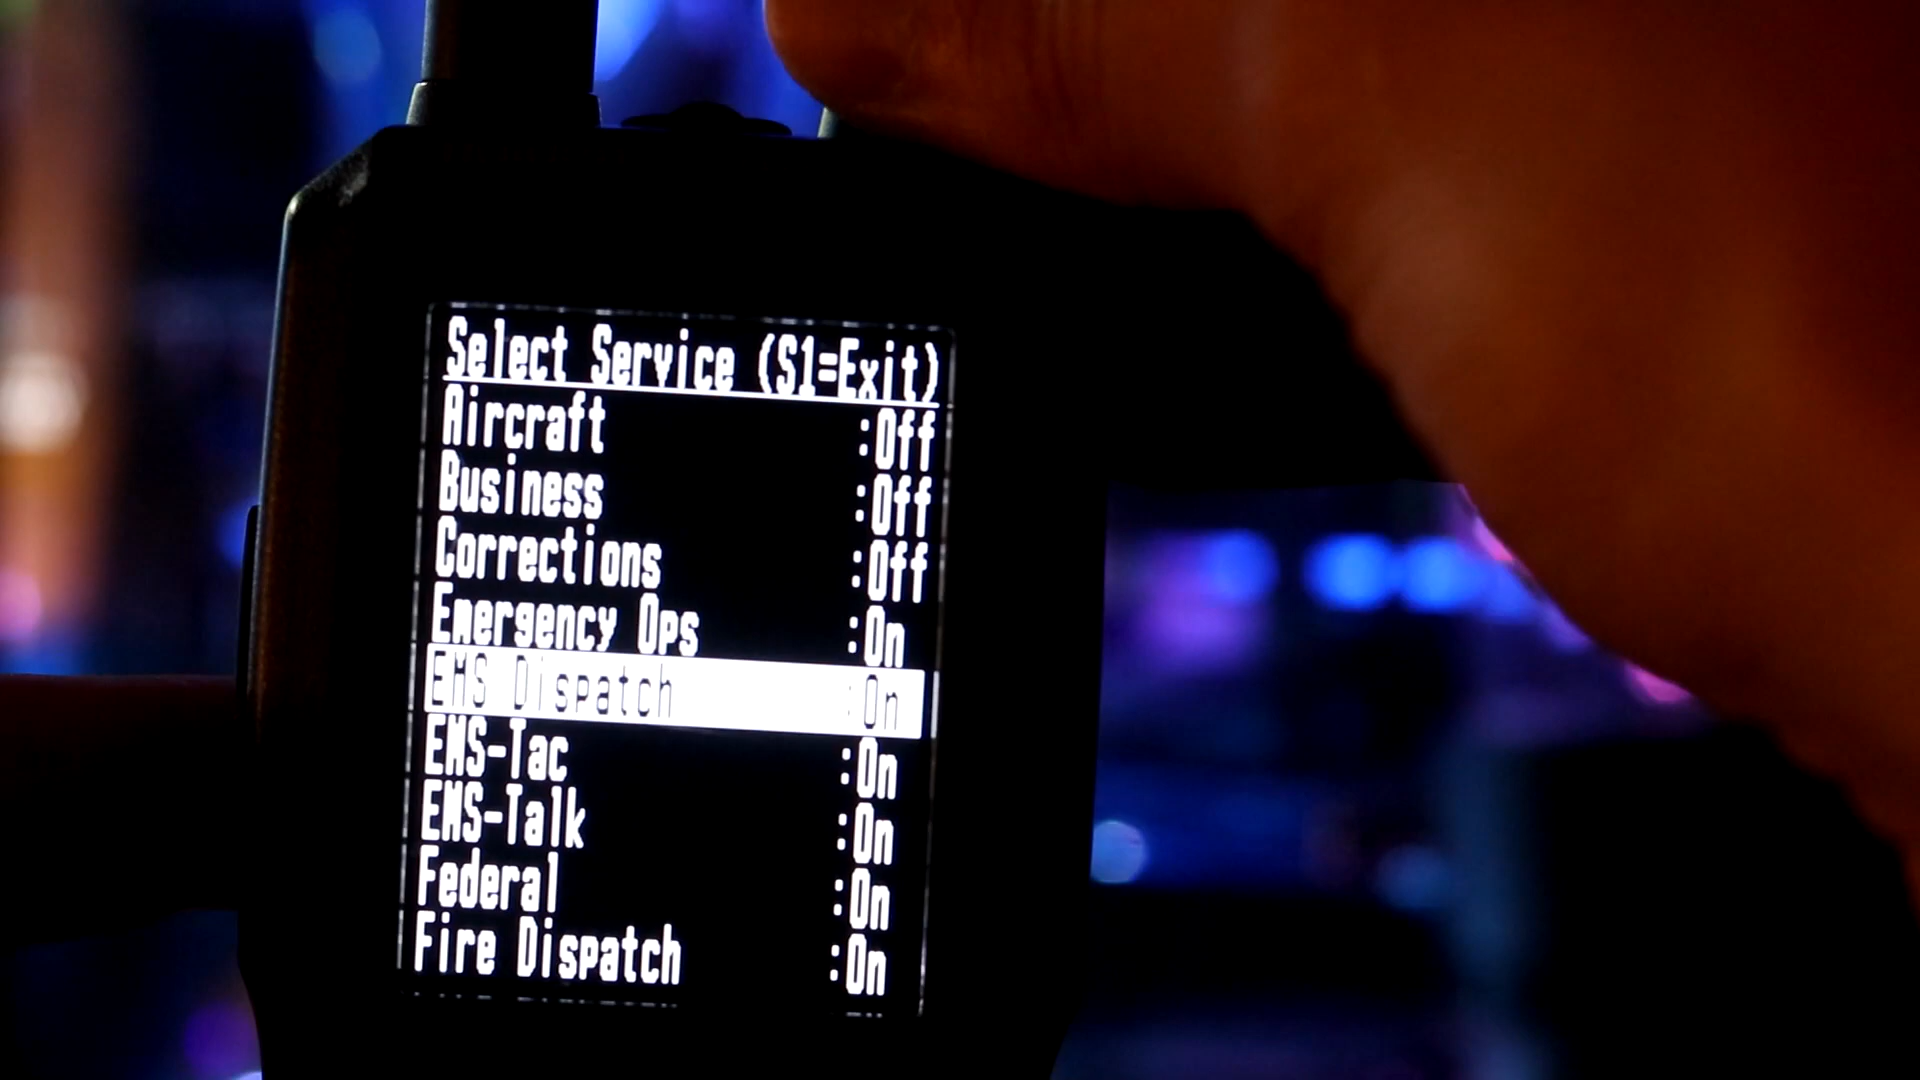 Select Service (S1=Exit)
Aircraft :Off
Business :Off
Corrections :Off
Emergency Ops :On
EMS Dispatch :On
EMS-Tac :On
EMS-Talk :On
Federal :On
Fire Dispatch :On